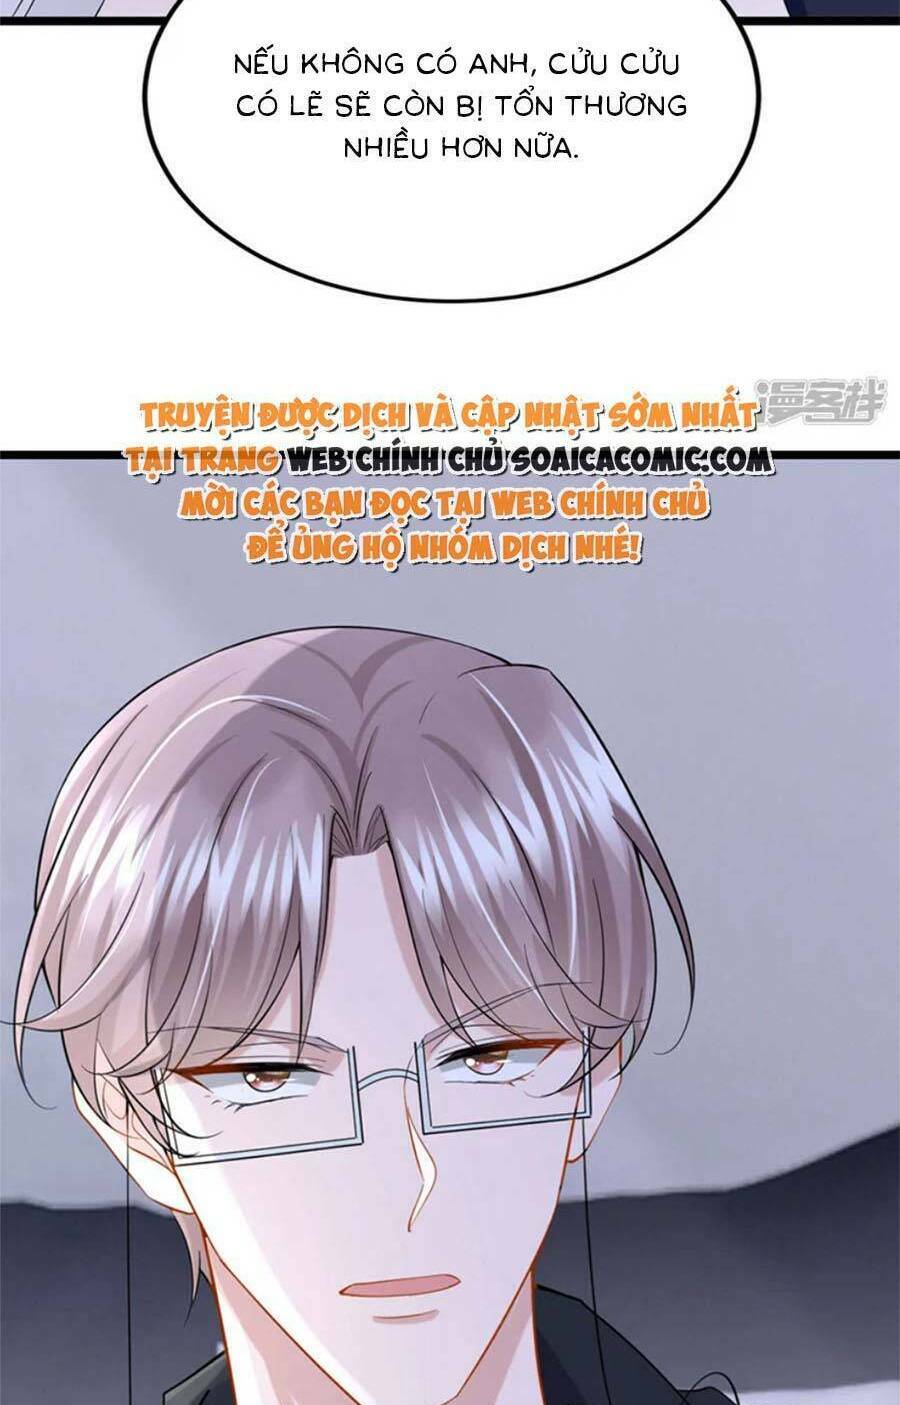 NẾU KHÔNG CÓ ANH, CỬU CỬU
CÓ LẼ SẼ CÒN BỊ TỔN THƯƠNG
NHIỀU HƠN NỮA.
漫客栈
TRUYỆN ĐƯỢC DỊCH VÀ CẬP NHẬT SỚM NHẤT
TẠI TRANG WEB CHÍNH CHỦ SOAICACOMIC.COM
MỜI CÁC BẠN ĐỌC TẠI WEB CHÍNH CHỦ
ĐỂ ỦNG HỘ NHÓM DỊCH NHÉ!